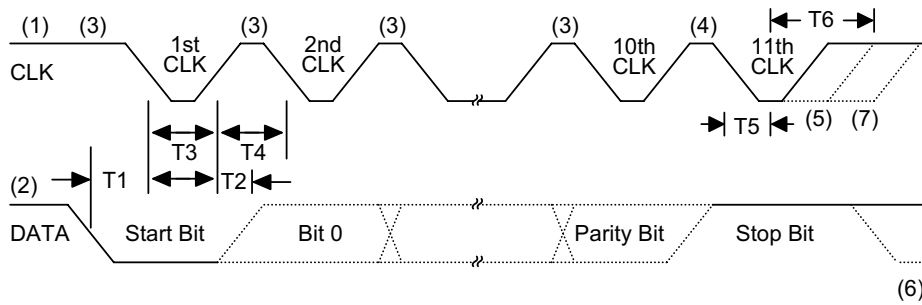 (1) (3) 1st CLK (3) 2nd CLK (3) (3) 10th CLK (4) 11th CLK T6
CLK
T5 (5) (7)
T3 T4
(2) T1 T2
DATA Start Bit Bit 0 Parity Bit Stop Bit
(6)